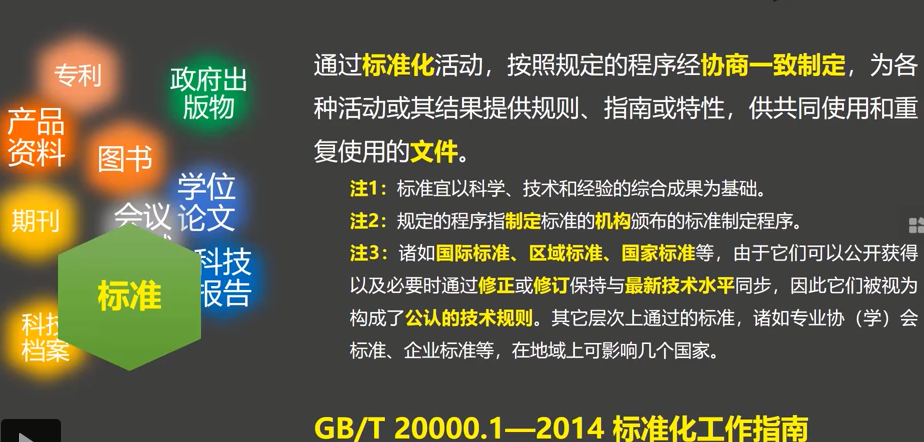 专利
政府出
版物
产品
资料
图书
学位
论文
期刊
会议
科技
报告
标准
科技
档案
通过标准化活动，按照规定的程序经协商一致制定，为各
种活动或其结果提供规则、指南或特性，供共同使用和重
复使用的文件。
注1：标准宜以科学、技术和经验的综合成果为基础。
注2：规定的程序指制定标准的机构颁布的标准制定程序。
注3：诸如国际标准、区域标准、国家标准等，由于它们可以公开获得
以及必要时通过修正或修订保持与最新技术水平同步，因此它们被视为
构成了公认的技术规则。其它层次上通过的标准，诸如专业协（学）会
标准、企业标准等，在地域上可影响几个国家。
GB/T 20000.1—2014 标准化工作指南